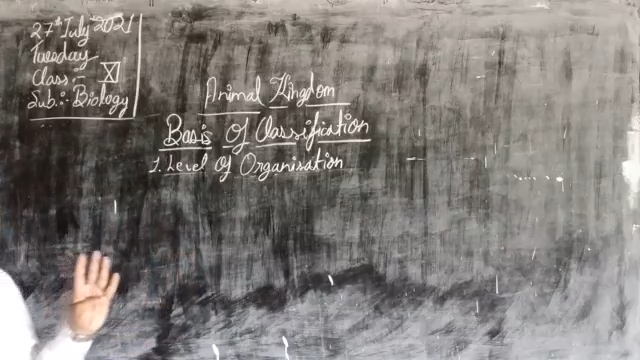 27th July 2021
Tuesday
Class:- XI
Sub.:- Biology
Animal Kingdom
Basis Of Classification
1. Level Of Organisation